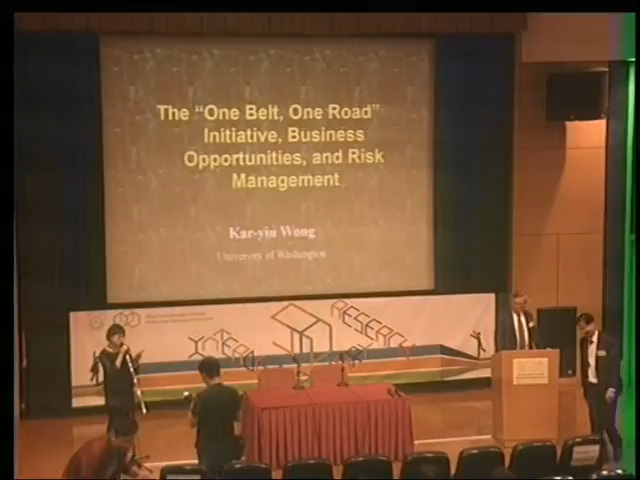 The “One Belt, One Road”
Initiative, Business
Opportunities, and Risk
Management
Kar-yiu Wong
University of Washington
RESEARCH